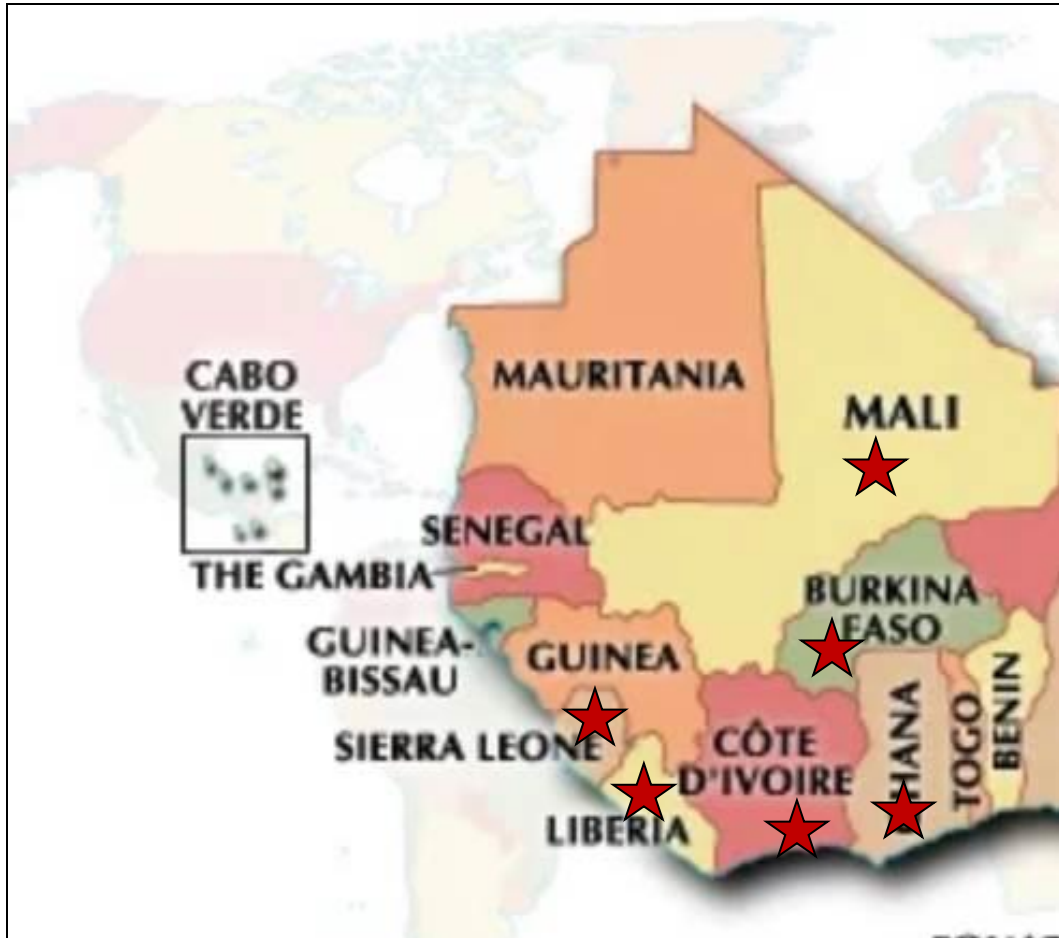 MAURITANIA
CABO
VERDE
MALI
SENEGAL
THE GAMBIA
BURKINA
FASO
GUINEA-
BISSAU
GUINEA
SIERRA LEONE
CÔTE
D'IVOIRE
LIBERIA
HANA
TOGO
BENIN